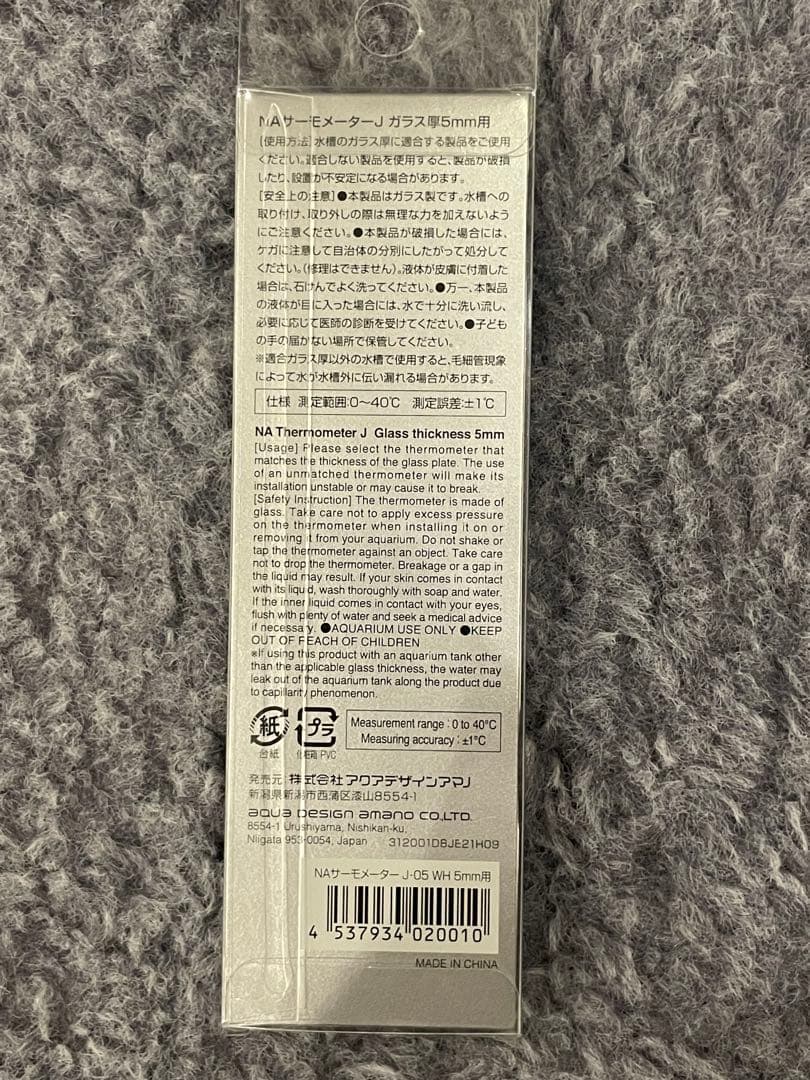 NAサーモメーターJ ガラス厚5mm用
[使用方法]水槽のガラス厚に適合する製品をご使用
ください。適合しない製品を使用すると、製品が破損
したり、設置が不安定になる場合があります。
[安全上の注意]●本製品はガラス製です。水槽への
取り付け、取り外しの際は無理な力を加えないよう
にご注意ください。●本製品が破損した場合には、
ケガに注意して自治体の分別にしたがって処分して
ください。(修理はできません)。液体が皮膚に付着した
場合は、石けんでよく洗ってください。●万一、本製品
の液体が目に入った場合には、水で十分に洗い流し、
必要に応じて医師の診断を受けてください。●子ども
の手の届かない場所で保管してください。
※適合ガラス厚以外の水槽で使用すると、毛細管現象
によって水が水槽外に伝い漏れる場合があります。
仕様 測定範囲:0〜40℃ 測定誤差:±1℃
NA Thermometer J Glass thickness 5mm
[Usage] Please select the thermometer that
matches the thickness of the glass plate. The use
of an unmatched thermometer will make its
installation unstable or may cause it to break.
[Safety Instruction] The thermometer is made of
glass. Take care not to apply excess pressure
on the thermometer when installing it on or
removing it from your aquarium. Do not shake or
tap the thermometer against an object. Take care
not to drop the thermometer. Breakage or a gap in
the liquid may result. If your skin comes in contact
with its liquid, wash thoroughly with soap and water.
If the inner liquid comes in contact with your eyes,
flush with plenty of water and seek a medical advice
if necessary. ●AQUARIUM USE ONLY ●KEEP
OUT OF REACH OF CHILDREN
※If using this product with an aquarium tank other
than the applicable glass thickness, the water may
leak out of the aquarium tank along the product due
to capillarity phenomenon.
紙
台紙
プラ
化粧箱 PVC
Measurement range : 0 to 40°C
Measuring accuracy : ±1°C
発売元 株式会社アクアデザインアマノ
新潟県新潟市西蒲区漆山8554-1
AQUA DESIGN AMANO CO.,LTD.
8554-1 Urushiyama, Nishikan-ku,
Niigata 953-0054, Japan 312001D8JE21H09
NAサーモメーター J-05 WH 5mm用
4 537934 020010
MADE IN CHINA